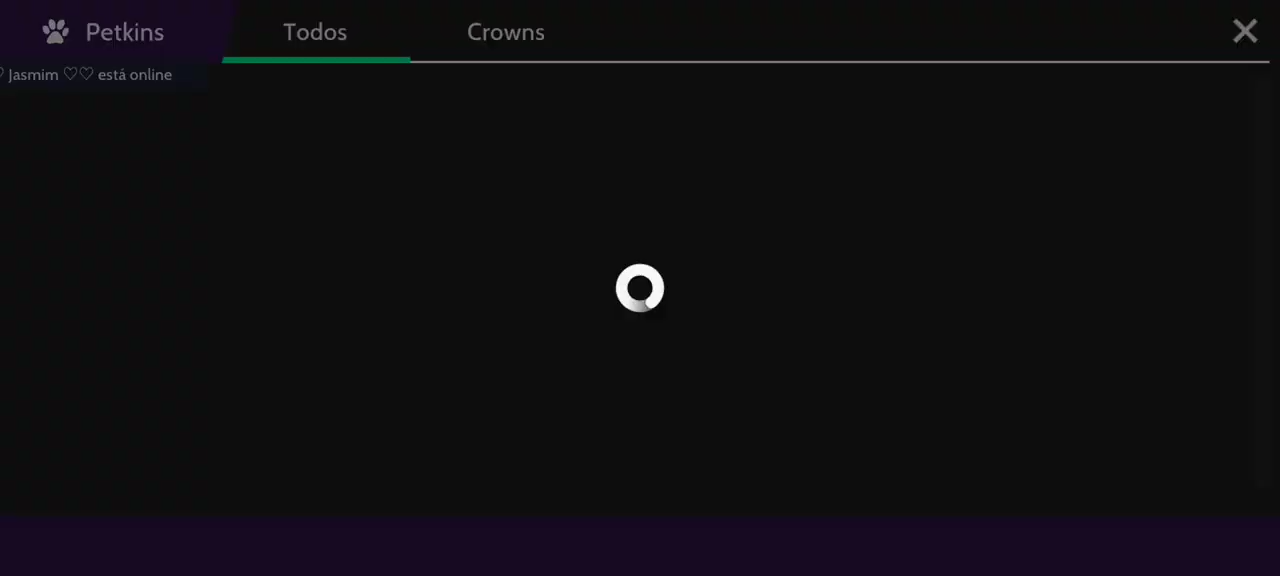 Petkins
Todos
Crowns
♡ Jasmim ♡♡ está online